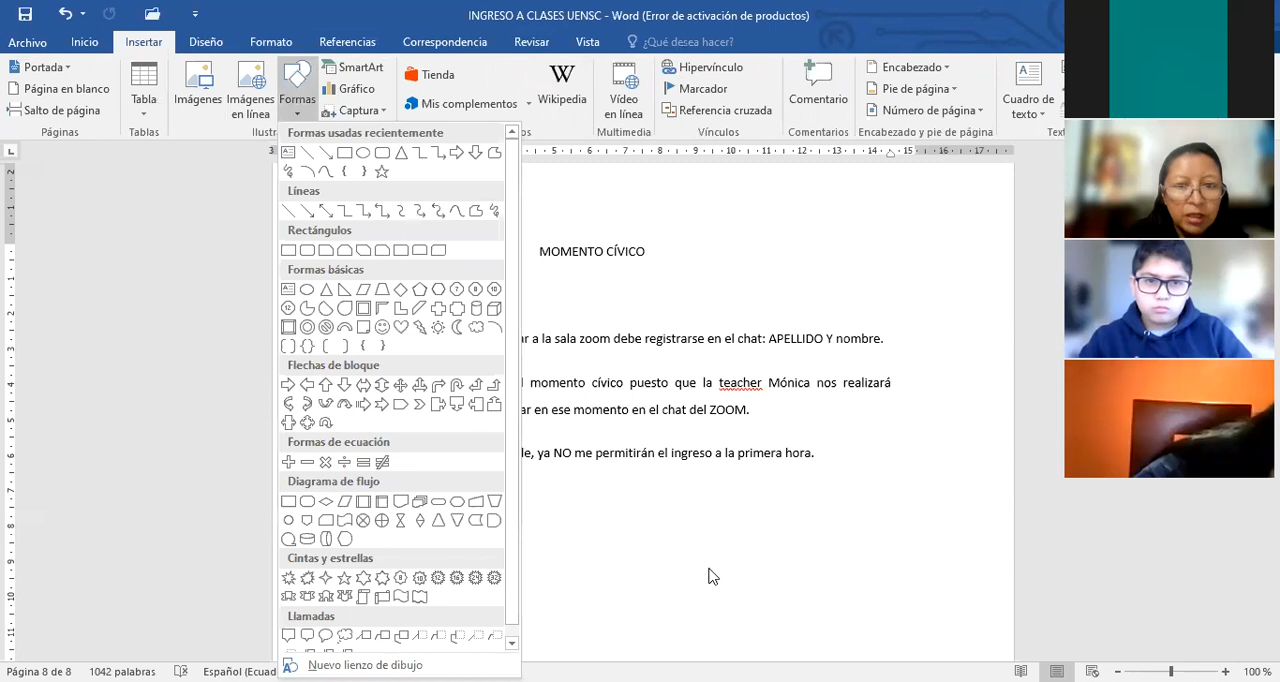 INGRESO A CLASES UENSC - Word (Error de activación de productos)
Archivo Inicio Insertar Diseño Formato Referencias Correspondencia Revisar Vista ¿Qué desea hacer?
Portada
Página en blanco
Salto de página
Páginas
Tabla
Tablas
Imágenes
Imágenes en línea
Formas
SmartArt
Gráfico
Captura
Ilustr
Tienda
Mis complementos
Wikipedia
Vídeo en línea
Multimedia
Hipervínculo
Marcador
Referencia cruzada
Vínculos
Comentario
Comentarios
Encabezado
Pie de página
Número de página
Encabezado y pie de página
Cuadro de texto
Text
Formas usadas recientemente
Líneas
Rectángulos
Formas básicas
Flechas de bloque
Formas de ecuación
Diagrama de flujo
Cintas y estrellas
Llamadas
Nuevo lienzo de dibujo
MOMENTO CÍVICO
ar a la sala zoom debe registrarse en el chat: APELLIDO Y nombre.
l momento cívico puesto que la teacher Mónica nos realizará
ar en ese momento en el chat del ZOOM.
le, ya NO me permitirán el ingreso a la primera hora.
Página 8 de 8 1042 palabras Español (Ecuad 100 %